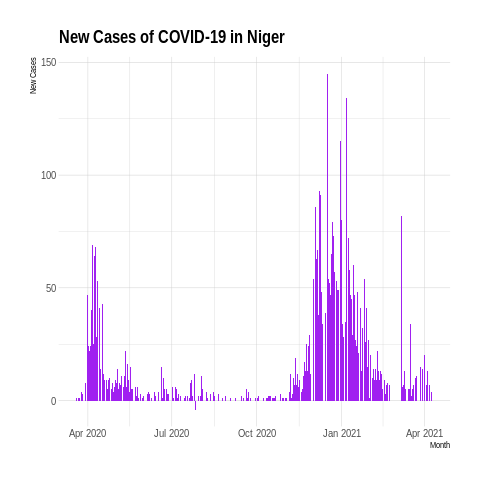 New Cases of COVID-19 in Niger
New Cases
150
100
50
0
Apr 2020 Jul 2020 Oct 2020 Jan 2021 Apr 2021
Month